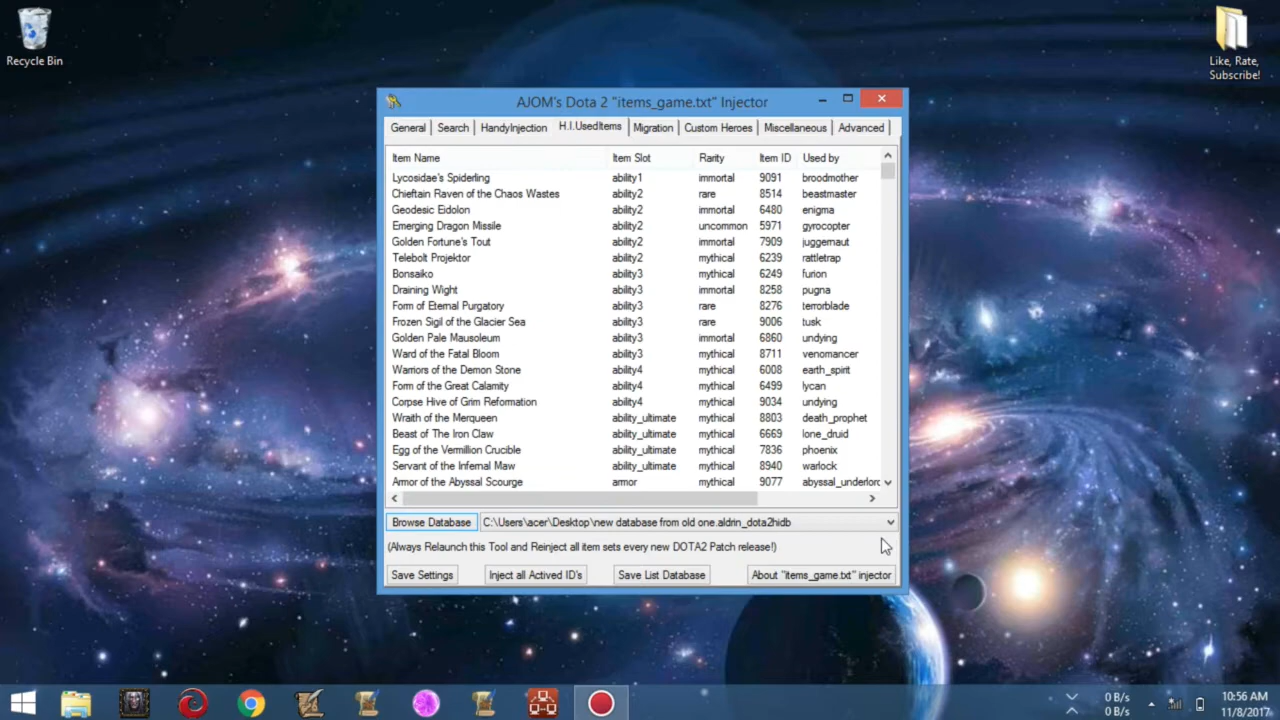 Recycle Bin
Like, Rate,
Subscribe!
AJOM's Dota 2 "items_game.txt" Injector
General Search HandyInjection H.I.UsedItems Migration Custom Heroes Miscellaneous Advanced
Item Name Item Slot Rarity Item ID Used by
Lycosidae's Spiderling ability1 immortal 9091 broodmother
Chieftain Raven of the Chaos Wastes ability2 rare 8514 beastmaster
Geodesic Eidolon ability2 immortal 6480 enigma
Emerging Dragon Missile ability2 uncommon 5971 gyrocopter
Golden Fortune's Tout ability2 immortal 7909 juggernaut
Telebolt Projektor ability2 mythical 6239 rattletrap
Bonsaiko ability3 mythical 6249 furion
Draining Wight ability3 immortal 8258 pugna
Form of Eternal Purgatory ability3 rare 8276 terrorblade
Frozen Sigil of the Glacier Sea ability3 rare 9006 tusk
Golden Pale Mausoleum ability3 immortal 6860 undying
Ward of the Fatal Bloom ability3 mythical 8711 venomancer
Warriors of the Demon Stone ability4 mythical 6008 earth_spirit
Form of the Great Calamity ability4 mythical 6499 lycan
Corpse Hive of Grim Reformation ability4 mythical 9034 undying
Wraith of the Merqueen ability_ultimate mythical 8803 death_prophet
Beast of The Iron Claw ability_ultimate mythical 6669 lone_druid
Egg of the Vermillion Crucible ability_ultimate mythical 7836 phoenix
Servant of the Infernal Maw ability_ultimate mythical 8940 warlock
Armor of the Abyssal Scourge armor mythical 9077 abyssal_underlord
Browse Database C:\Users\acer\Desktop\new database from old one.aldrin_dota2hidb
(Always Relaunch this Tool and Reinject all item sets every new DOTA2 Patch release!)
Save Settings Inject all Actived ID's Save List Database About "items_game.txt" injector
0 B/s
0 B/s
10:56 AM
11/8/2017